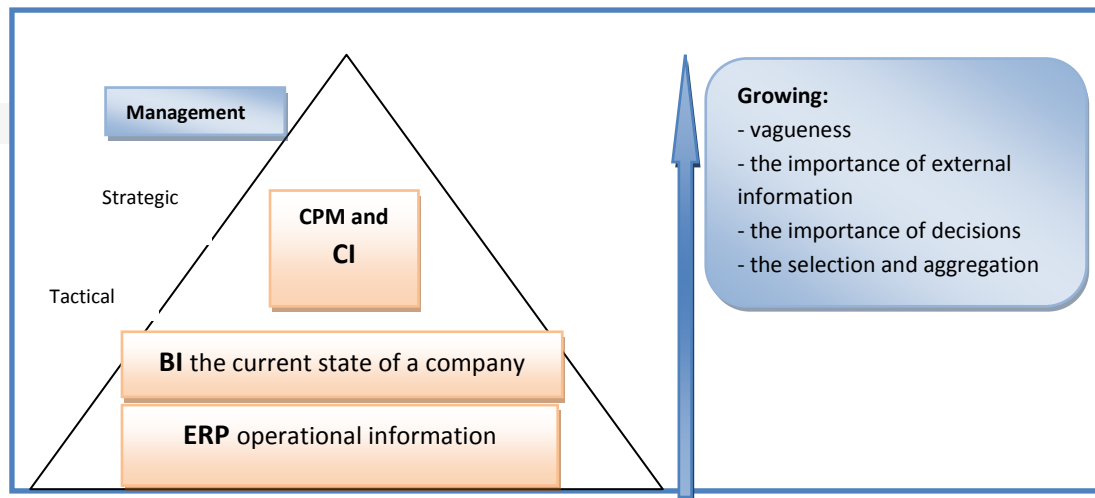 Management
Strategic
CPM and
CI
Tactical
BI the current state of a company
ERP operational information
Growing:
- vagueness
- the importance of external
information
- the importance of decisions
- the selection and aggregation